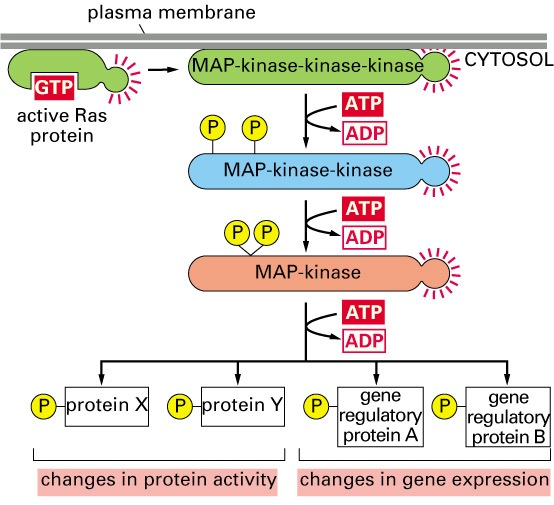 plasma membrane
CYTOSOL
GTP
active Ras
protein
MAP-kinase-kinase-kinase
ATP
ADP
P P
MAP-kinase-kinase
ATP
ADP
P P
MAP-kinase
ATP
ADP
P protein X
P protein Y
P gene
regulatory
protein A
P gene
regulatory
protein B
changes in protein activity
changes in gene expression